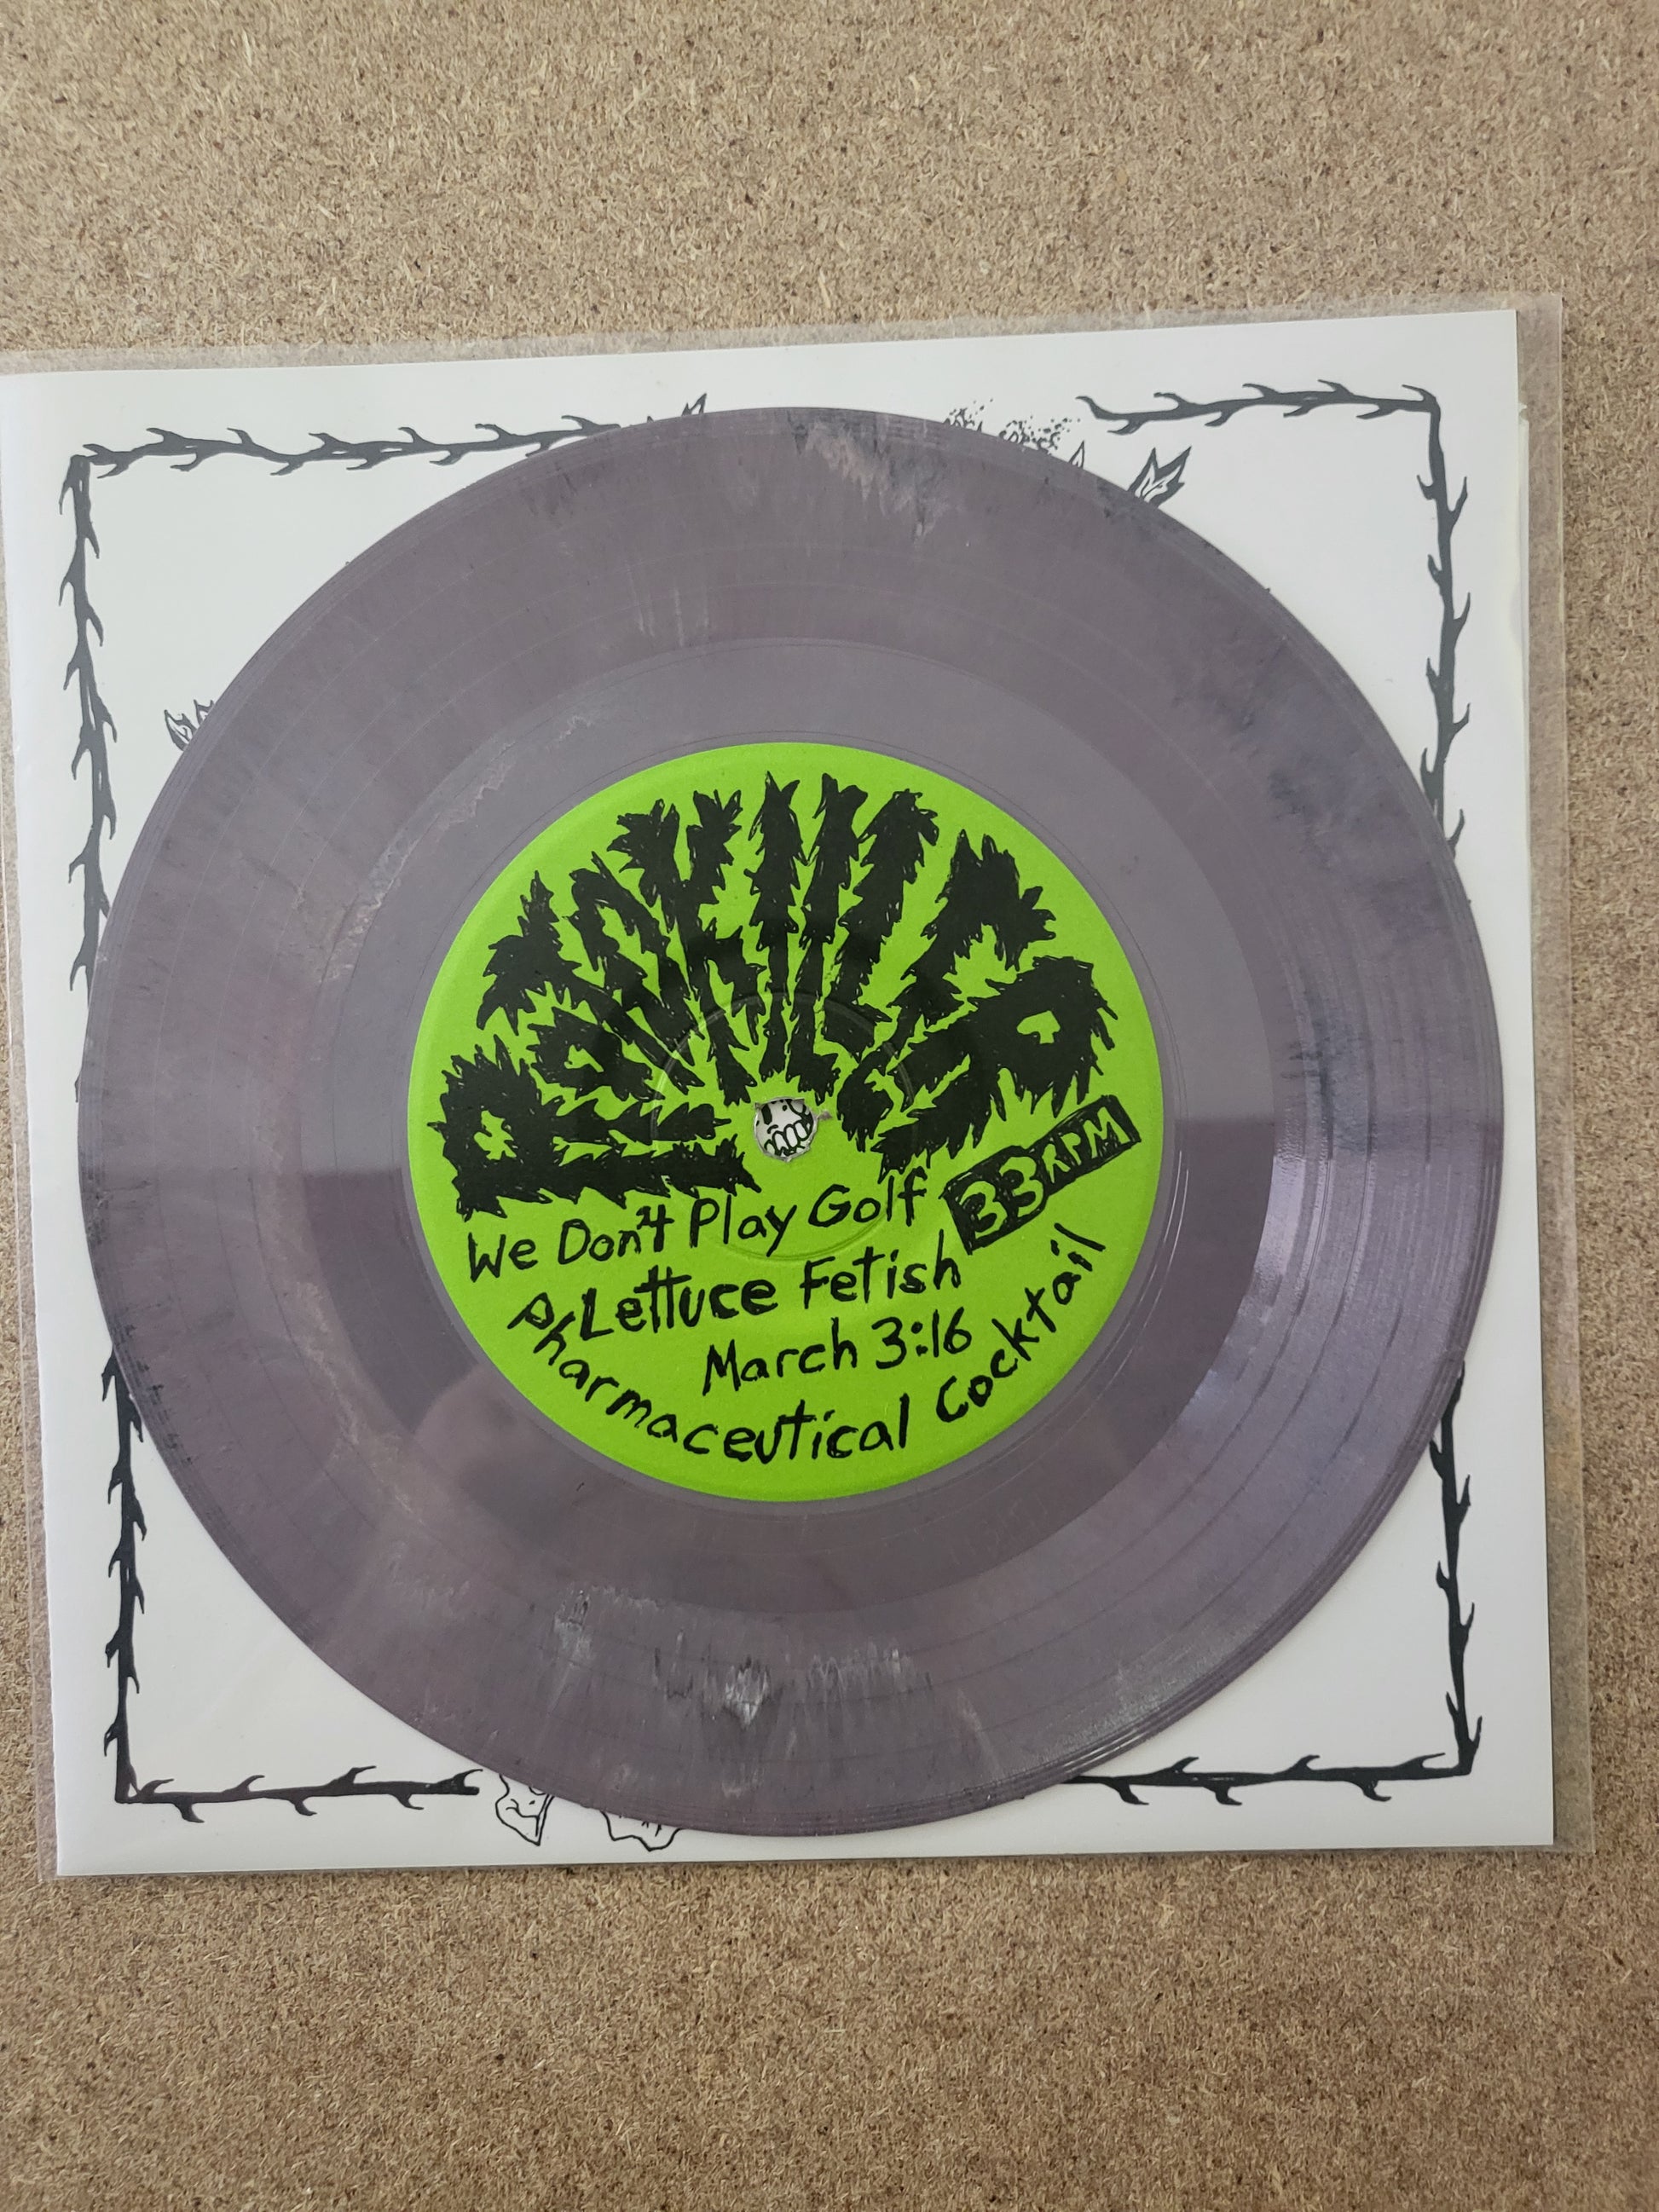 33 RPM
We Don't Play Golf
Lettuce Fetish
March 3:16
Pharmaceutical Cocktail